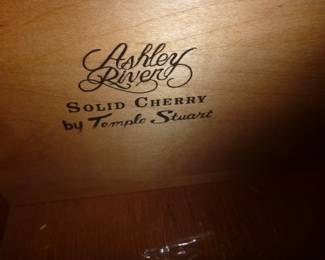 Ashley
River
SOLID CHERRY
by Temple Stuart